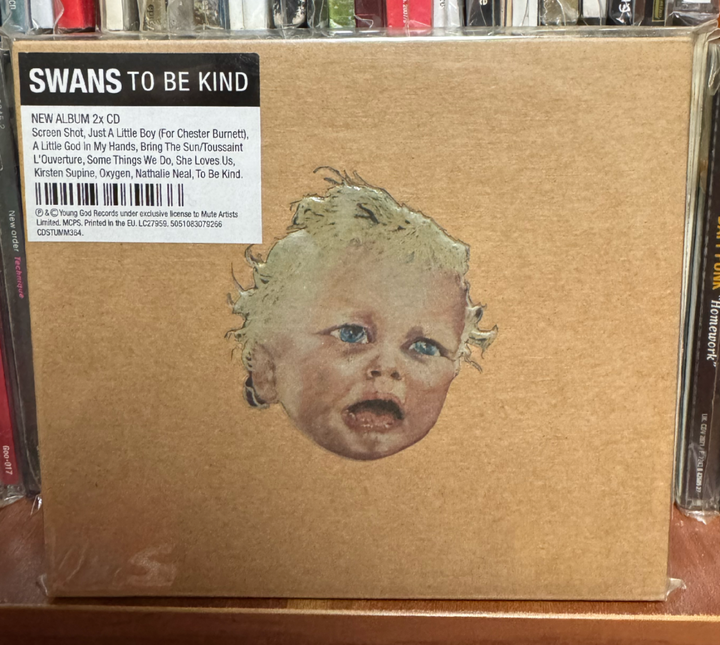 SWANS TO BE KIND
NEW ALBUM 2x CD
Screen Shot, Just A Little Boy (For Chester Burnett),
A Little God In My Hands, Bring The Sun/Toussaint
L'Ouverture, Some Things We Do, She Loves Us,
Kirsten Supine, Oxygen, Nathalie Neal, To Be Kind.
℗ & © Young God Records under exclusive license to Mute Artists
Limited, MCPS. Printed in the EU. LC27959. 5051083079266
CDSTUMM364.
New order Technique
Goo-017
"Homework"